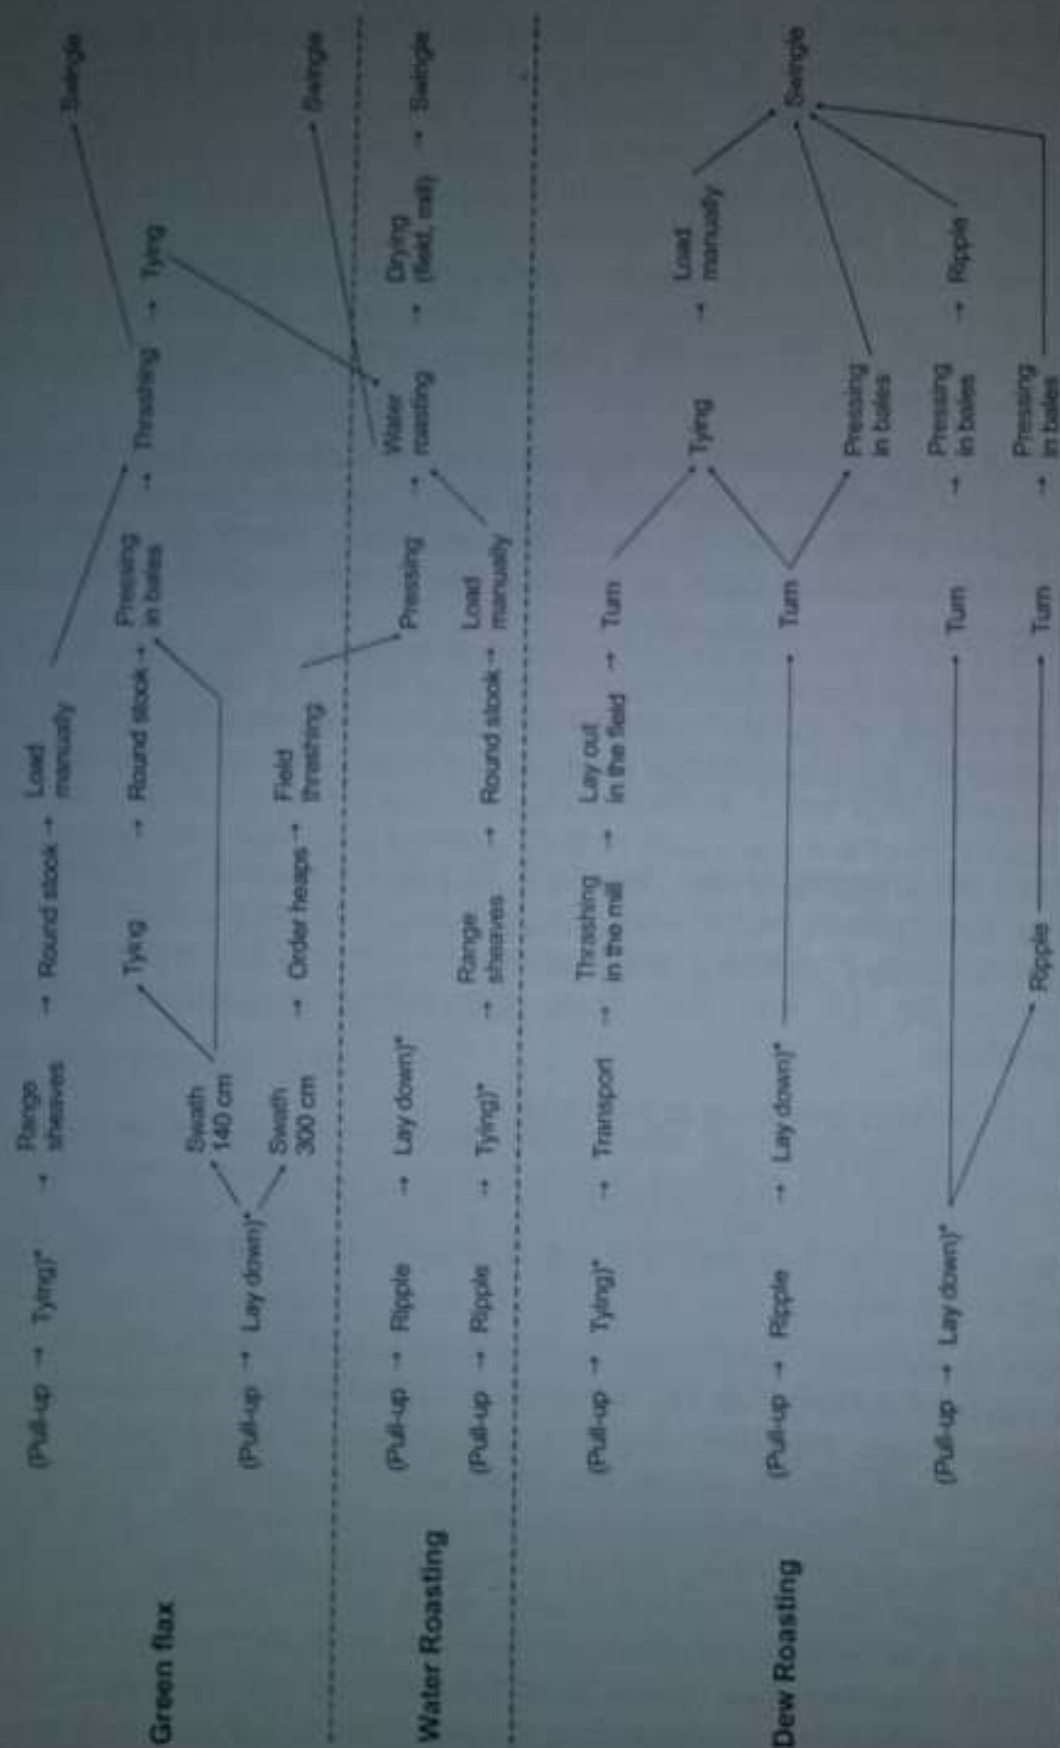 Green flax
(Pull-up → Tying)* → Range → Round stook → Load
sheaves manually
Swingle
Tying → Round stook → Pressing → Thrashing → Tying
in bales
Swath
140 cm
(Pull-up → Lay down)*
Swath → Order heaps → Field
300 cm threshing
Swingle
Water Roasting
(Pull-up → Ripple → Lay down)*
Pressing → Water → Drying → Swingle
roasting (field, mill)
(Pull-up → Ripple → Tying)* → Range → Round stook → Load
sheaves manually
Dew Roasting
(Pull-up → Tying)* → Transport → Thrashing → Lay out → Turn
in the mill in the field
Tying → Load
manually
Swingle
(Pull-up → Ripple → Lay down)* Turn
Pressing
in bales
(Pull-up → Lay down)* Turn → Pressing → Ripple
in bales
Ripple Turn → Pressing
in bales